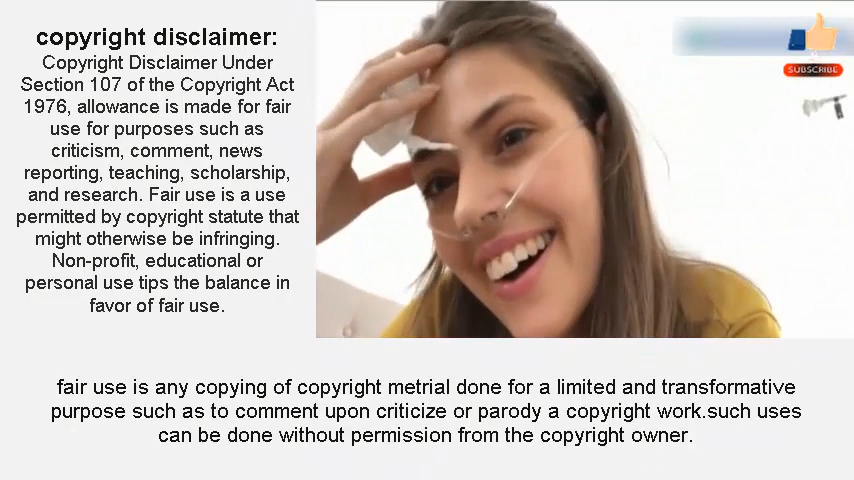 copyright disclaimer:
Copyright Disclaimer Under
Section 107 of the Copyright Act
1976, allowance is made for fair
use for purposes such as
criticism, comment, news
reporting, teaching, scholarship,
and research. Fair use is a use
permitted by copyright statute that
might otherwise be infringing.
Non-profit, educational or
personal use tips the balance in
favor of fair use.
SUBSCRIBE
fair use is any copying of copyright metrial done for a limited and transformative
purpose such as to comment upon criticize or parody a copyright work.such uses
can be done without permission from the copyright owner.